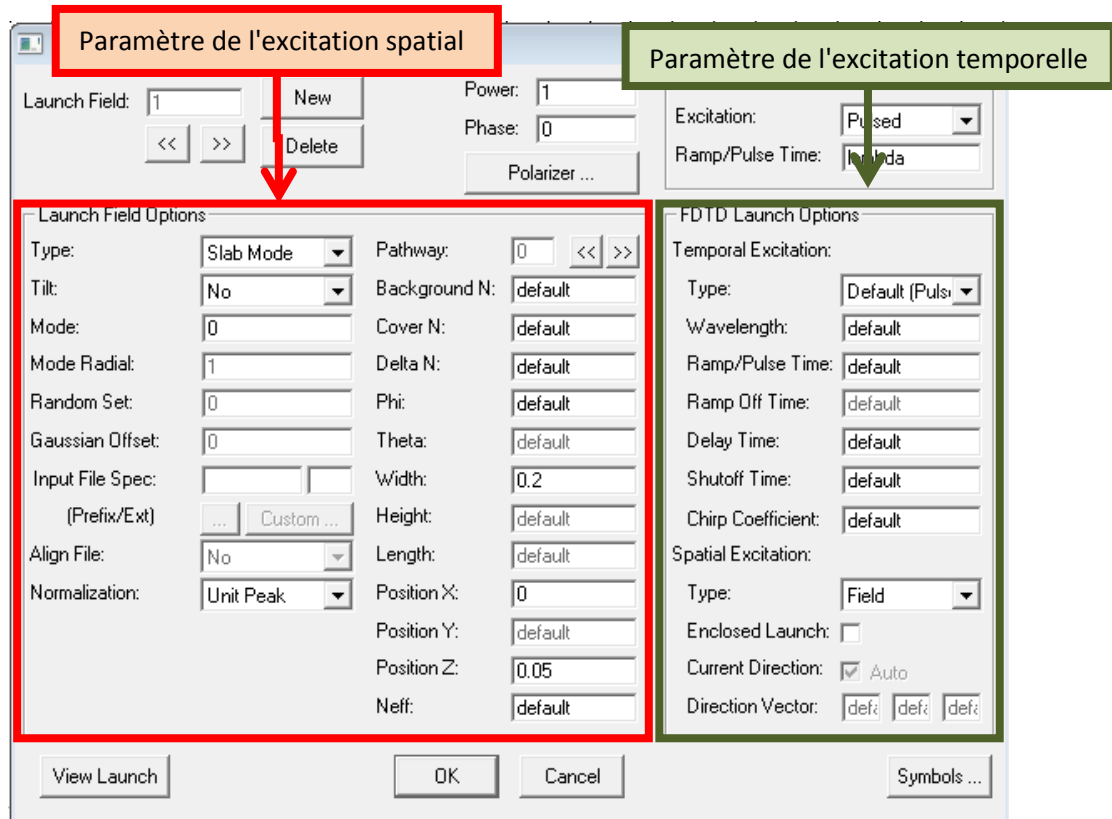 Paramètre de l'excitation spatial
Paramètre de l'excitation temporelle
Launch Field: 1 New
<< >> Delete
Power: 1
Phase: 0
Polarizer ...
Excitation: Pulsed
Ramp/Pulse Time: lambda
Launch Field Options
Type: Slab Mode
Tilt: No
Mode: 0
Mode Radial: 1
Random Set: 0
Gaussian Offset: 0
Input File Spec:
(Prefix/Ext) ... Custom ...
Align File: No
Normalization: Unit Peak
Pathway: 0 << >>
Background N: default
Cover N: default
Delta N: default
Phi: default
Theta: default
Width: 0.2
Height: default
Length: default
Position X: 0
Position Y: default
Position Z: 0.05
Neff: default
FDTD Launch Options
Temporal Excitation:
Type: Default (Puls
Wavelength: default
Ramp/Pulse Time: default
Ramp Off Time: default
Delay Time: default
Shutoff Time: default
Chirp Coefficient: default
Spatial Excitation:
Type: Field
Enclosed Launch:
Current Direction: Auto
Direction Vector: defa defa defa
View Launch OK Cancel Symbols ...